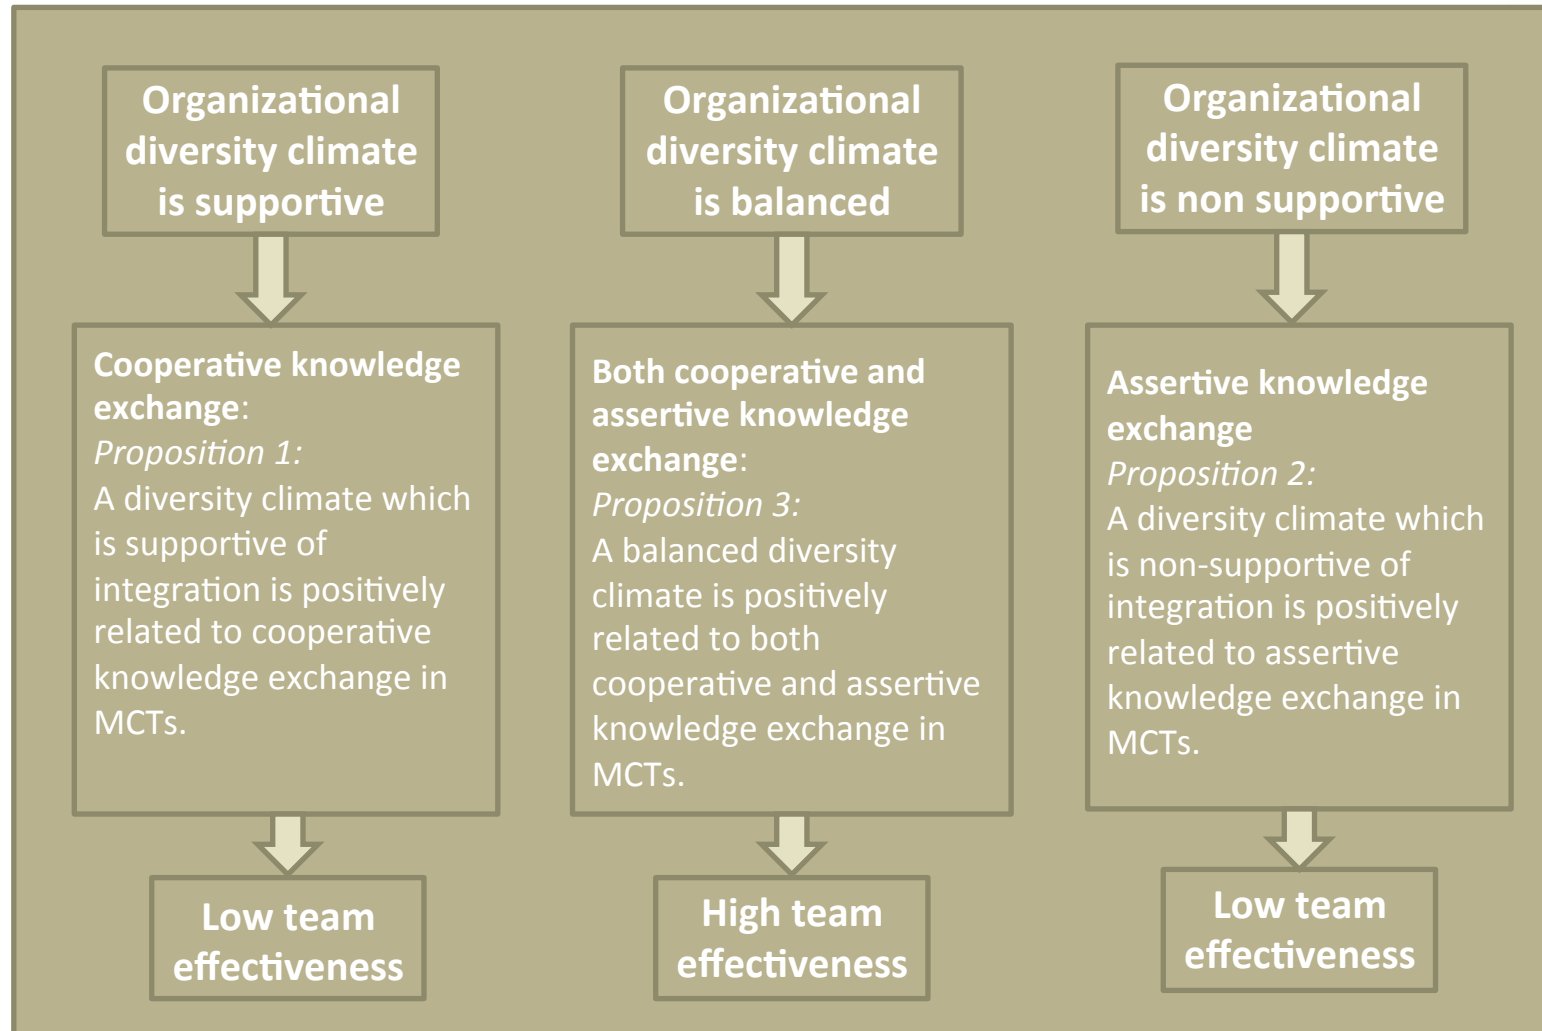 Organizational
diversity climate
is supportive
Cooperative knowledge
exchange:
Proposition 1:
A diversity climate which
is supportive of
integration is positively
related to cooperative
knowledge exchange in
MCTs.
Low team
effectiveness
Organizational
diversity climate
is balanced
Both cooperative and
assertive knowledge
exchange:
Proposition 3:
A balanced diversity
climate is positively
related to both
cooperative and assertive
knowledge exchange in
MCTs.
High team
effectiveness
Organizational
diversity climate
is non supportive
Assertive knowledge
exchange
Proposition 2:
A diversity climate which
is non-supportive of
integration is positively
related to assertive
knowledge exchange in
MCTs.
Low team
effectiveness